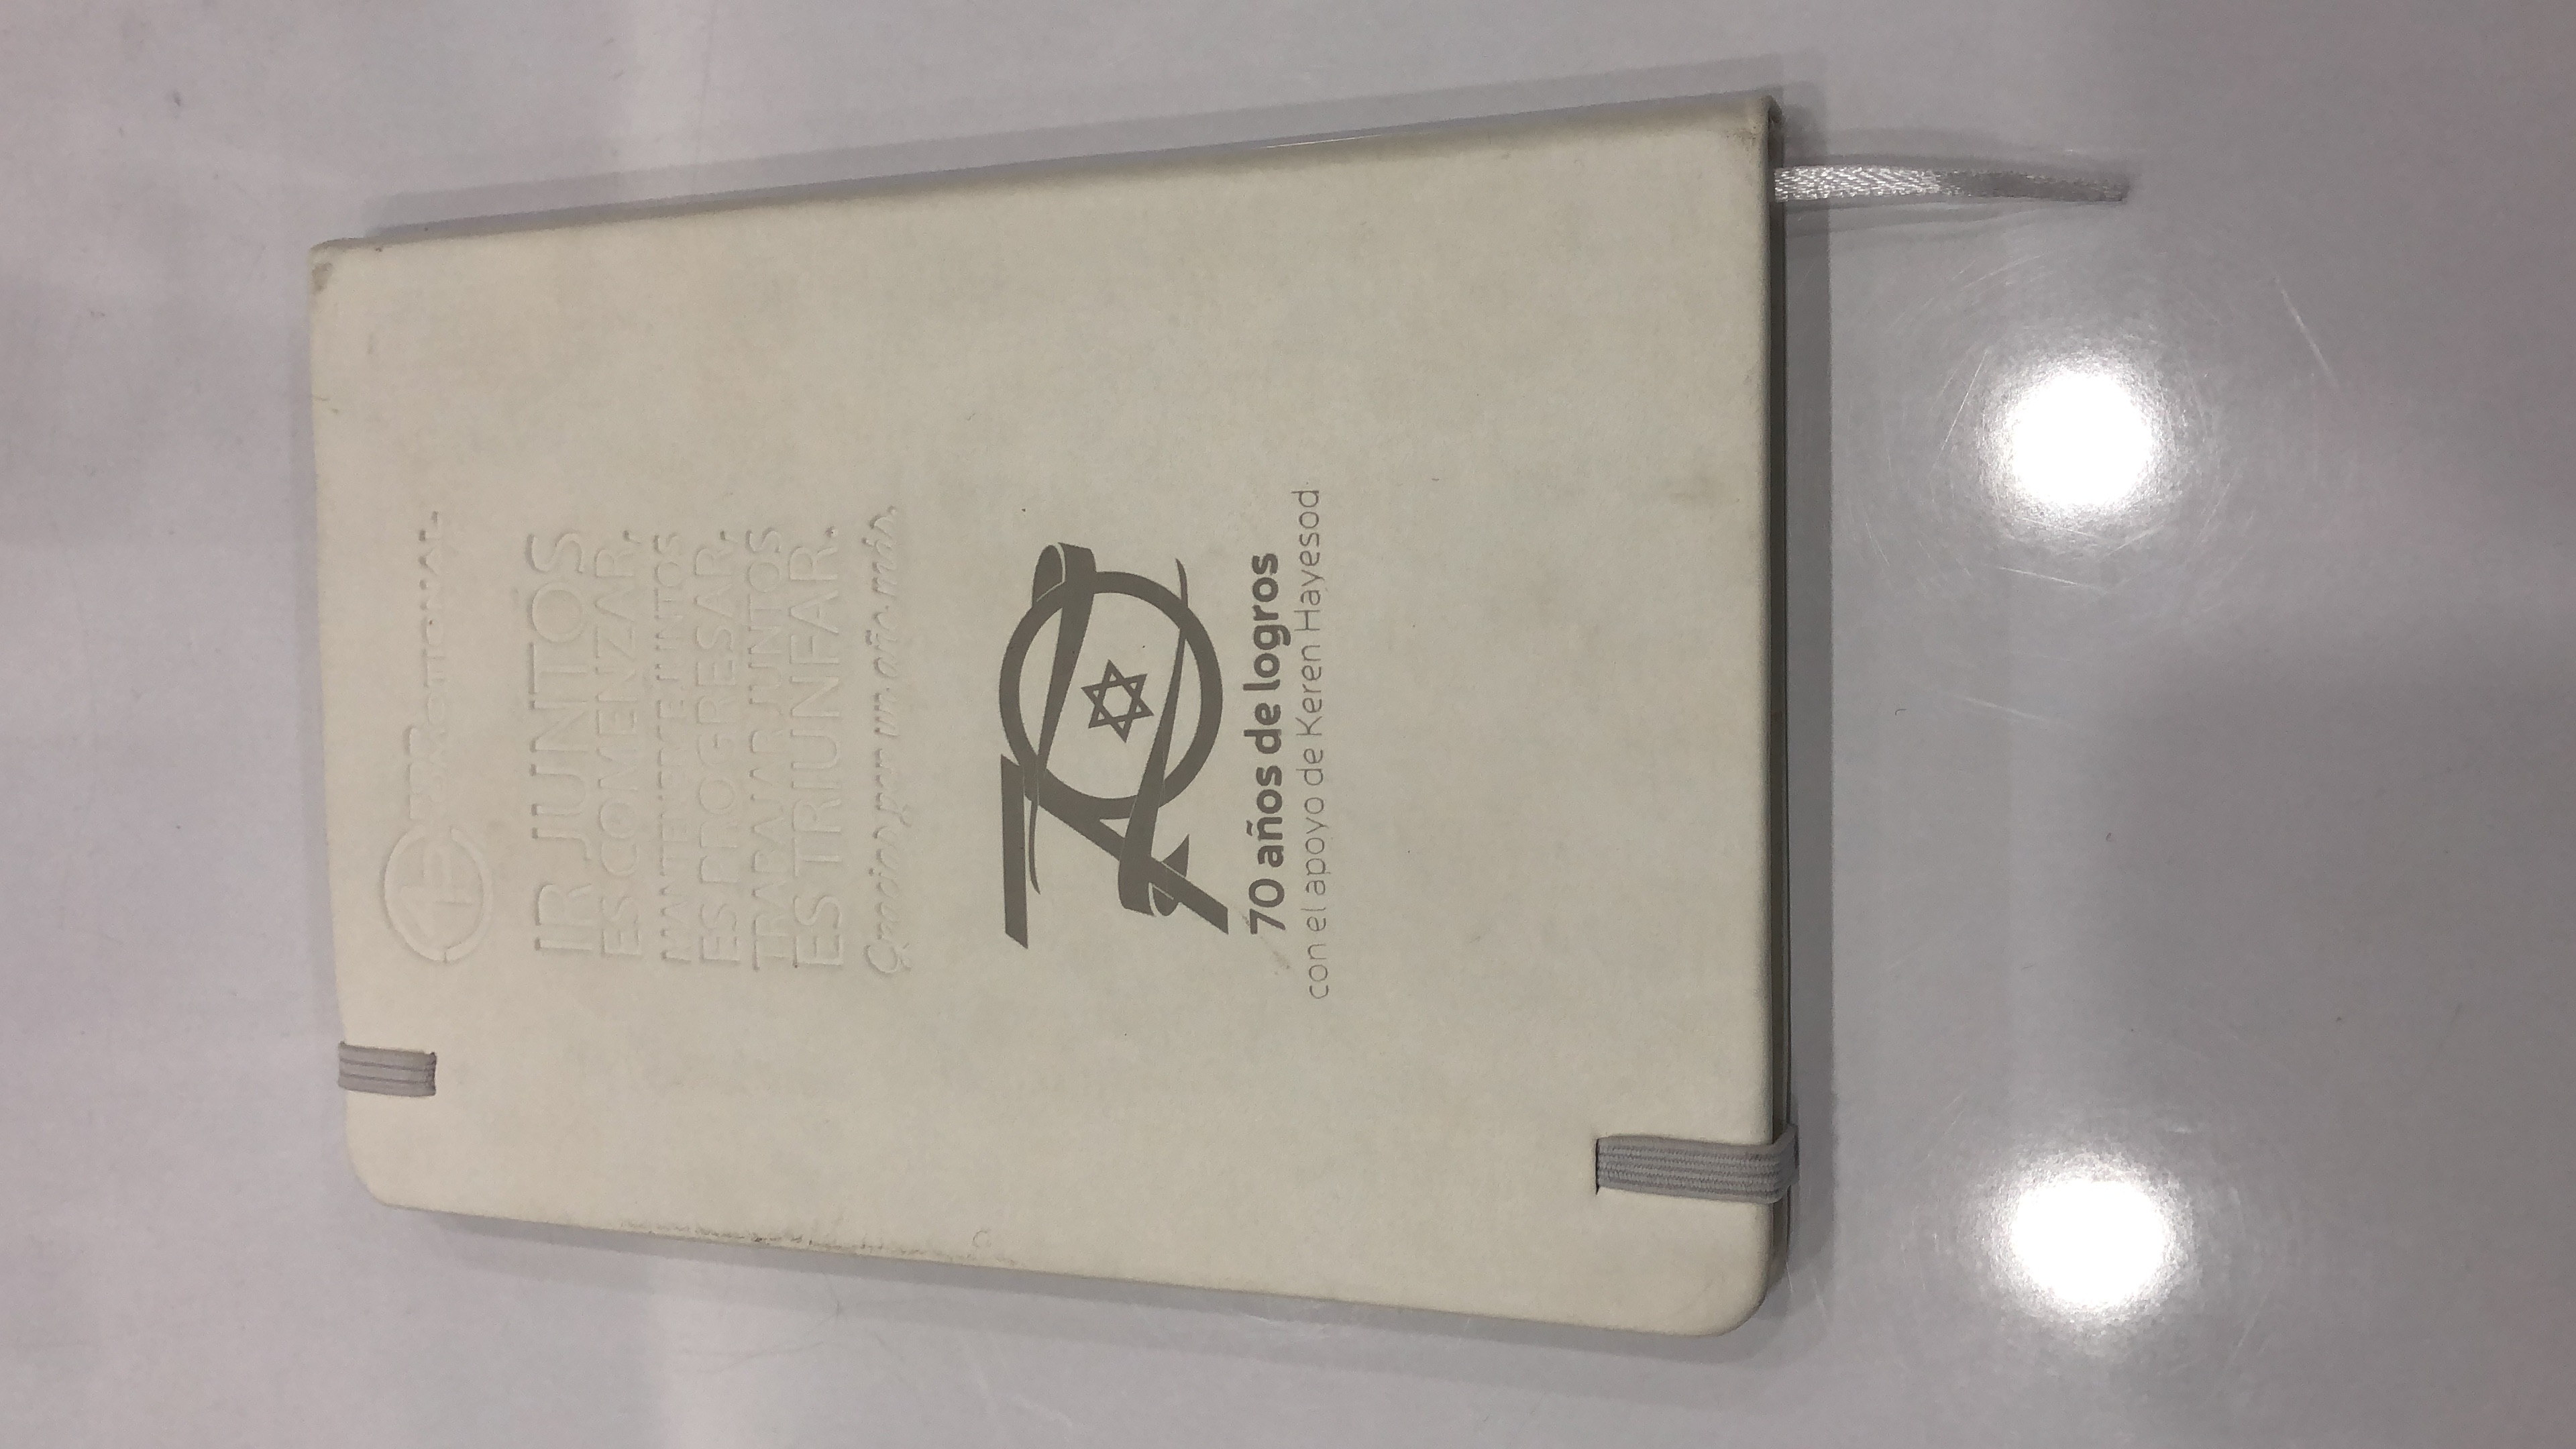 IR JUNTOS
ES COMENZAR,
MANTENERSE JUNTOS
ES PROGRESAR,
TRABAJAR JUNTOS
ES TRIUNFAR.
Gracias por un año más.
70
70 años de logros
con el apoyo de Keren Hayesod